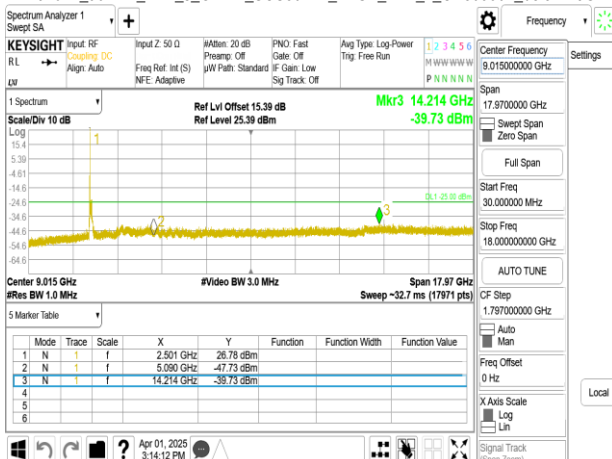 Spectrum Analyzer 1
Swept SA
Frequency
Settings
KEYSIGHT
RL
LXI
Input: RF
Coupling: DC
Align: Auto
Input Z: 50 Ω
Freq Ref: Int (S)
NFE: Adaptive
#Atten: 20 dB
Preamp: Off
µW Path: Standard
PNO: Fast
Gate: Off
IF Gain: Low
Sig Track: Off
Avg Type: Log-Power
Trig: Free Run
1 2 3 4 5 6
M W W W W W
P N N N N N
1 Spectrum
Scale/Div 10 dB
Ref Lvl Offset 15.39 dB
Ref Level 25.39 dBm
Mkr3 14.214 GHz
-39.73 dBm
Log
15.4
5.39
-4.61
-14.6
-24.6
-34.6
-44.6
-54.6
-64.6
1
2
3
DL1 -25.00 dBm
Center 9.015 GHz
#Res BW 1.0 MHz
#Video BW 3.0 MHz
Span 17.97 GHz
Sweep ~32.7 ms (17971 pts)
5 Marker Table
Mode Trace Scale X Y Function Function Width Function Value
1 N 1 f 2.501 GHz 26.78 dBm
2 N 1 f 5.090 GHz -47.73 dBm
3 N 1 f 14.214 GHz -39.73 dBm
4
5
6
Center Frequency
9.015000000 GHz
Span
17.9700000 GHz
Swept Span
Zero Span
Full Span
Start Freq
30.000000 MHz
Stop Freq
18.000000000 GHz
AUTO TUNE
CF Step
1.797000000 GHz
Auto
Man
Freq Offset
0 Hz
X Axis Scale
Log
Lin
Signal Track
Local
Apr 01, 2025
3:14:12 PM